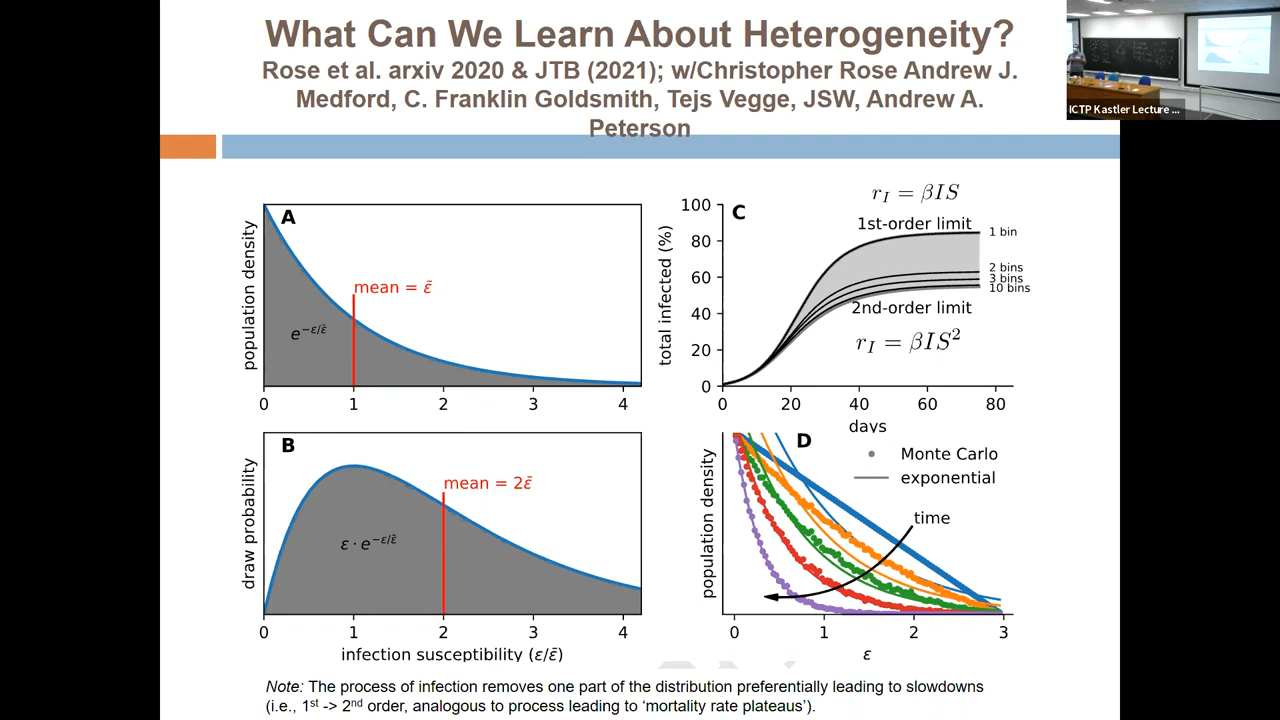 What Can We Learn About Heterogeneity?
Rose et al. arxiv 2020 & JTB (2021); w/Christopher Rose Andrew J.
Medford, C. Franklin Goldsmith, Tejs Vegge, JSW, Andrew A.
Peterson
ICTP Kastler Lecture ...
A
population density
mean = ε̄
e^{-ε/ε̄}
0 1 2 3 4
B
draw probability
mean = 2ε̄
ε · e^{-ε/ε̄}
0 1 2 3 4
infection susceptibility (ε/ε̄)
C
r_I = βIS
1st-order limit
1 bin
2 bins
3 bins
10 bins
2nd-order limit
r_I = βIS²
total infected (%)
100
80
60
40
20
0
0 20 40 60 80
days
D
Monte Carlo
exponential
time
population density
0 1 2 3
ε
Note: The process of infection removes one part of the distribution preferentially leading to slowdowns
(i.e., 1st -> 2nd order, analogous to process leading to ‘mortality rate plateaus’).